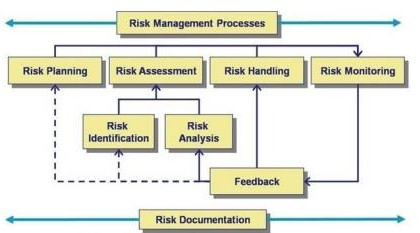 Risk Management Processes
Risk Planning
Risk Assessment
Risk Handling
Risk Monitoring
Risk
Identification
Risk
Analysis
Feedback
Risk Documentation